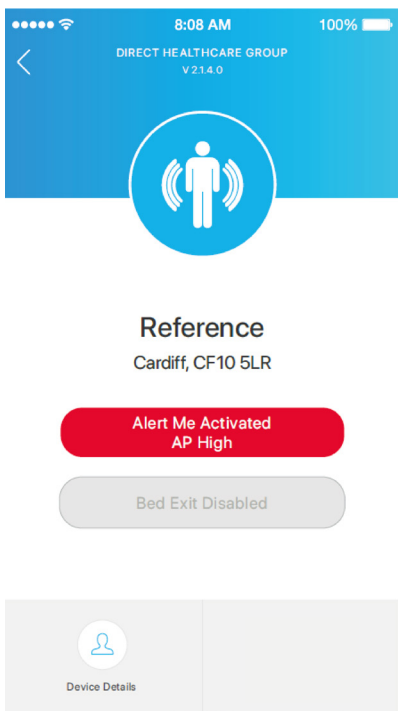 8:08 AM
100%
DIRECT HEALTHCARE GROUP
V 2.1.4.0
Reference
Cardiff, CF10 5LR
Alert Me Activated
AP High
Bed Exit Disabled
Device Details